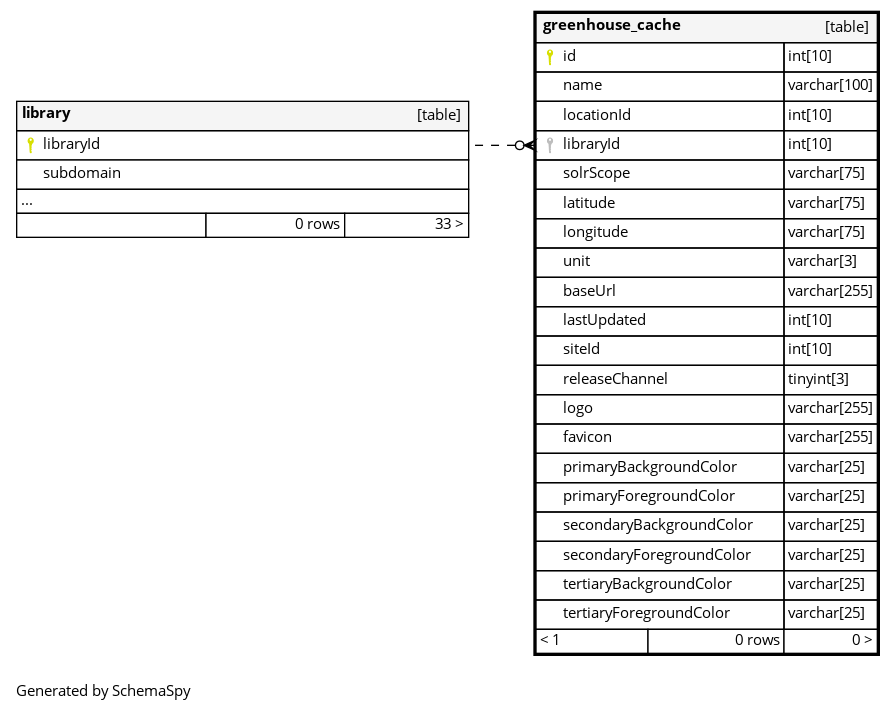 library [table]
libraryId
subdomain
...
0 rows 33 >
greenhouse_cache [table]
id int[10]
name varchar[100]
locationId int[10]
libraryId int[10]
solrScope varchar[75]
latitude varchar[75]
longitude varchar[75]
unit varchar[3]
baseUrl varchar[255]
lastUpdated int[10]
siteId int[10]
releaseChannel tinyint[3]
logo varchar[255]
favicon varchar[255]
primaryBackgroundColor varchar[25]
primaryForegroundColor varchar[25]
secondaryBackgroundColor varchar[25]
secondaryForegroundColor varchar[25]
tertiaryBackgroundColor varchar[25]
tertiaryForegroundColor varchar[25]
< 1 0 rows 0 >
Generated by SchemaSpy